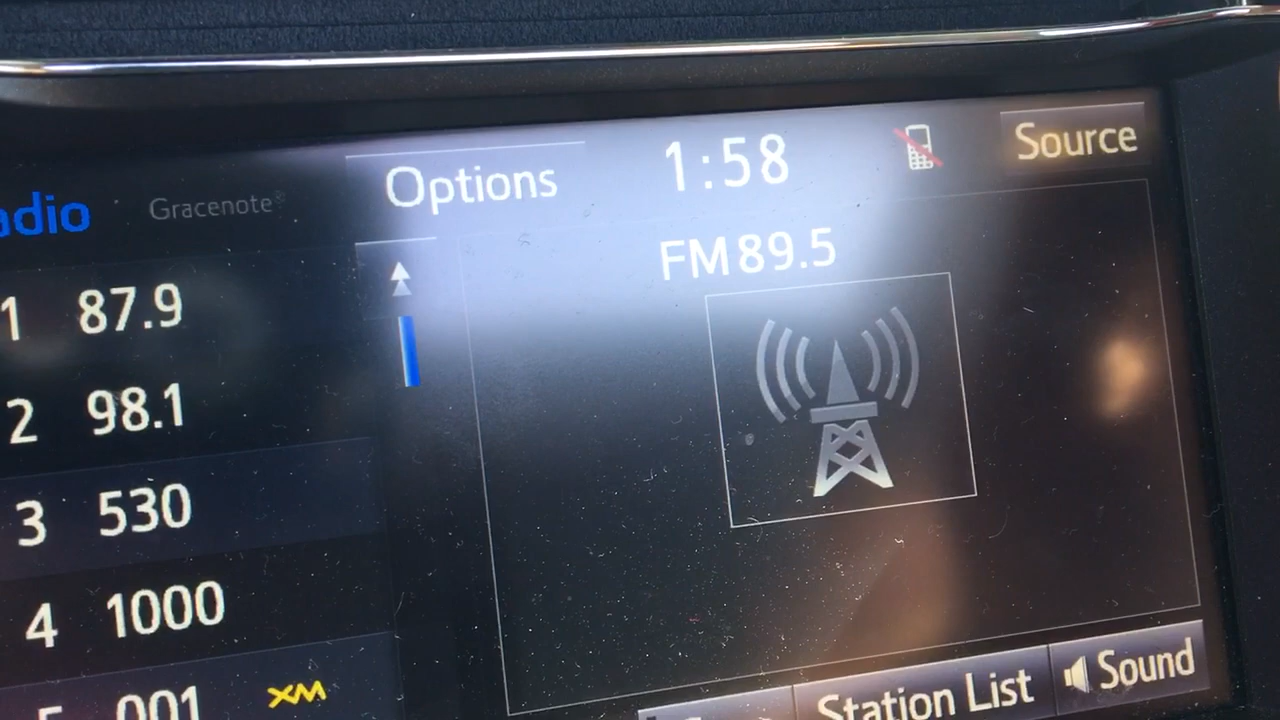 Options
1:58
Source
Gracenote®
FM 89.5
1 87.9
2 98.1
3 530
4 1000
001 XM
Station List
Sound